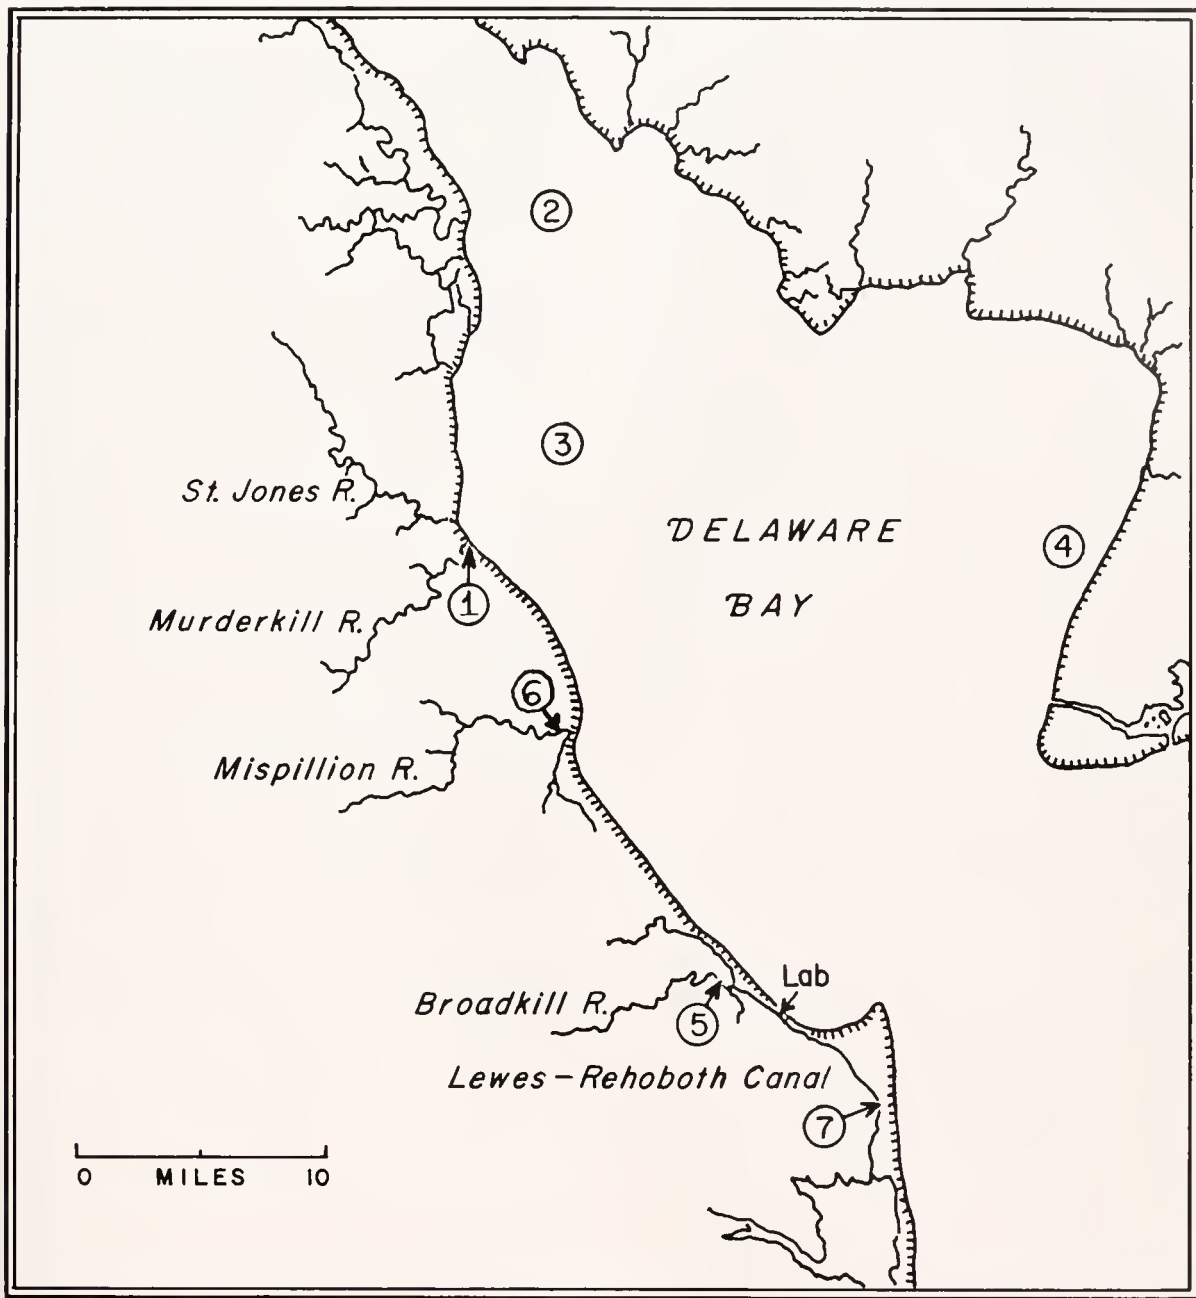 2
3
St. Jones R.
DELAWARE
BAY
4
1
Murderkill R.
6
Mispillion R.
Lab
Broadkill R.
5
Lewes-Rehoboth Canal
7
0 MILES 10